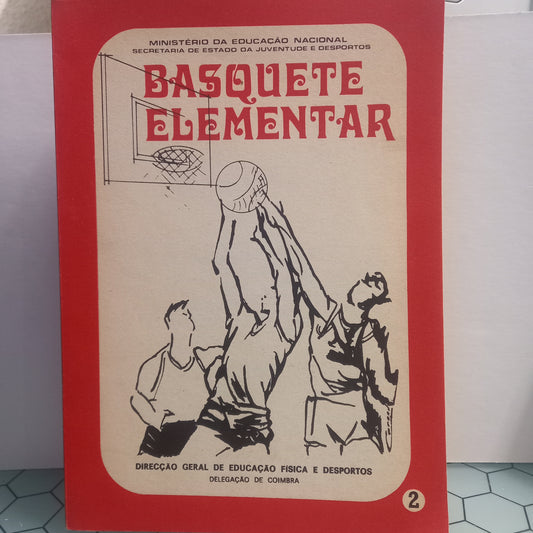 MINISTÉRIO DA EDUCAÇÃO NACIONAL
SECRETARIA DE ESTADO DA JUVENTUDE E DESPORTOS
BASQUETE
ELEMENTAR
DIRECÇÃO GERAL DE EDUCAÇÃO FÍSICA E DESPORTOS
DELEGAÇÃO DE COIMBRA
2